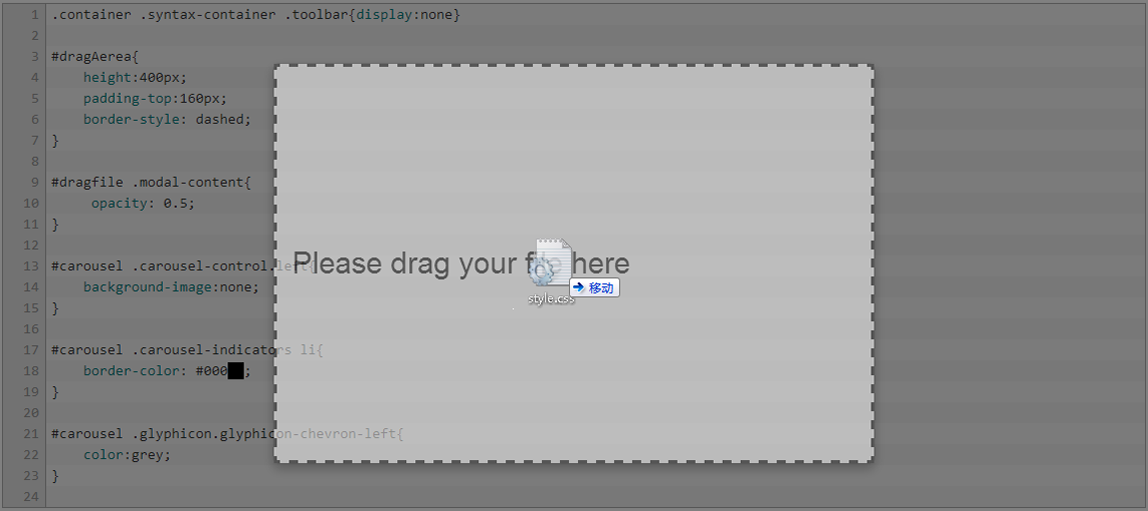 1 .container .syntax-container .toolbar{display:none}
2
3 #dragAerea{
4 height:400px;
5 padding-top:160px;
6 border-style: dashed;
7 }
8
9 #dragfile .modal-content{
10 opacity: 0.5;
11 }
12
13 #carousel .carousel-control.left{
14 background-image:none;
15 }
16
17 #carousel .carousel-indicators li{
18 border-color: #000;
19 }
20
21 #carousel .glyphicon.glyphicon-chevron-left{
22 color:grey;
23 }
24
Please drag your file here
移动
style.css